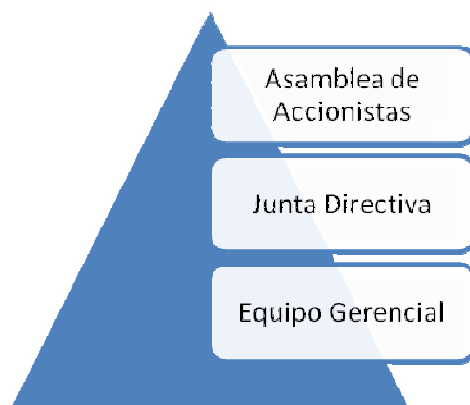 Asamblea de
Accionistas
Junta Directiva
Equipo Gerencial